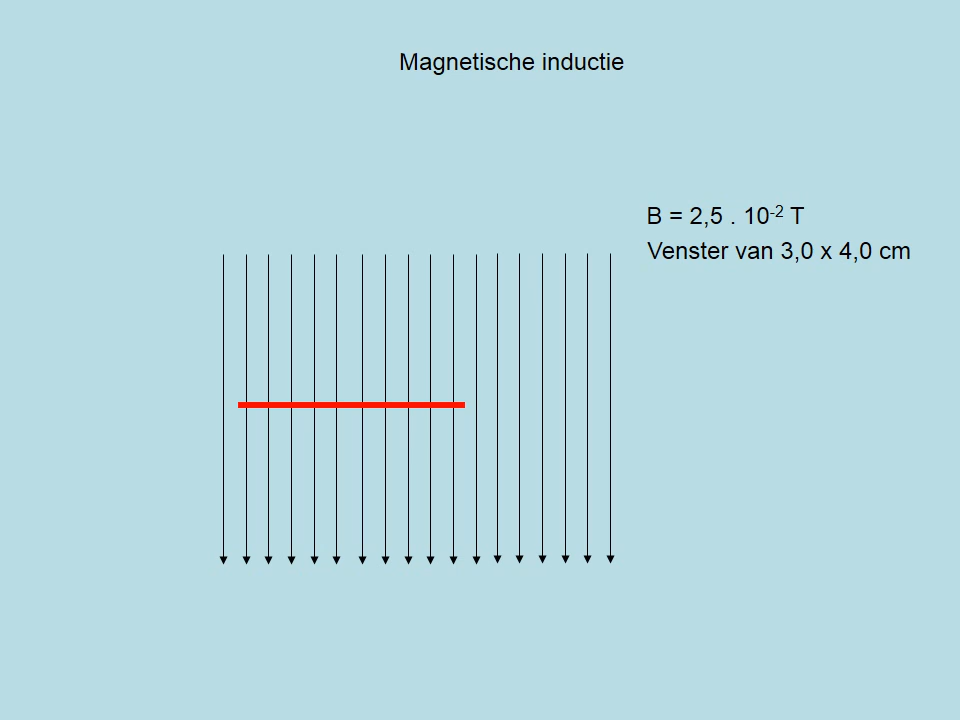 Magnetische inductie
B = 2,5 . 10⁻² T
Venster van 3,0 x 4,0 cm